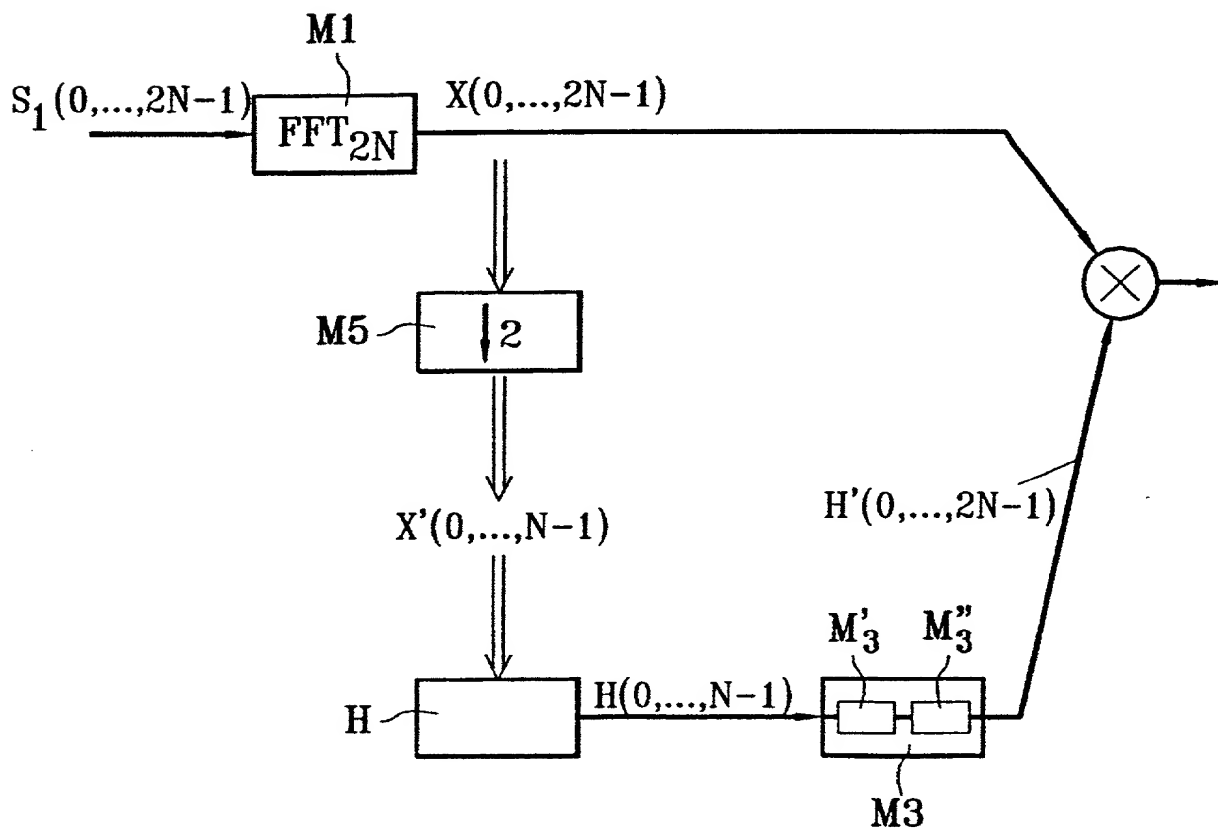 M1
S₁(0,...,2N-1)
FFT₂N
X(0,...,2N-1)
M5
2
X'(0,...,N-1)
H'(0,...,2N-1)
M'₃
M"₃
H
H(0,...,N-1)
M3